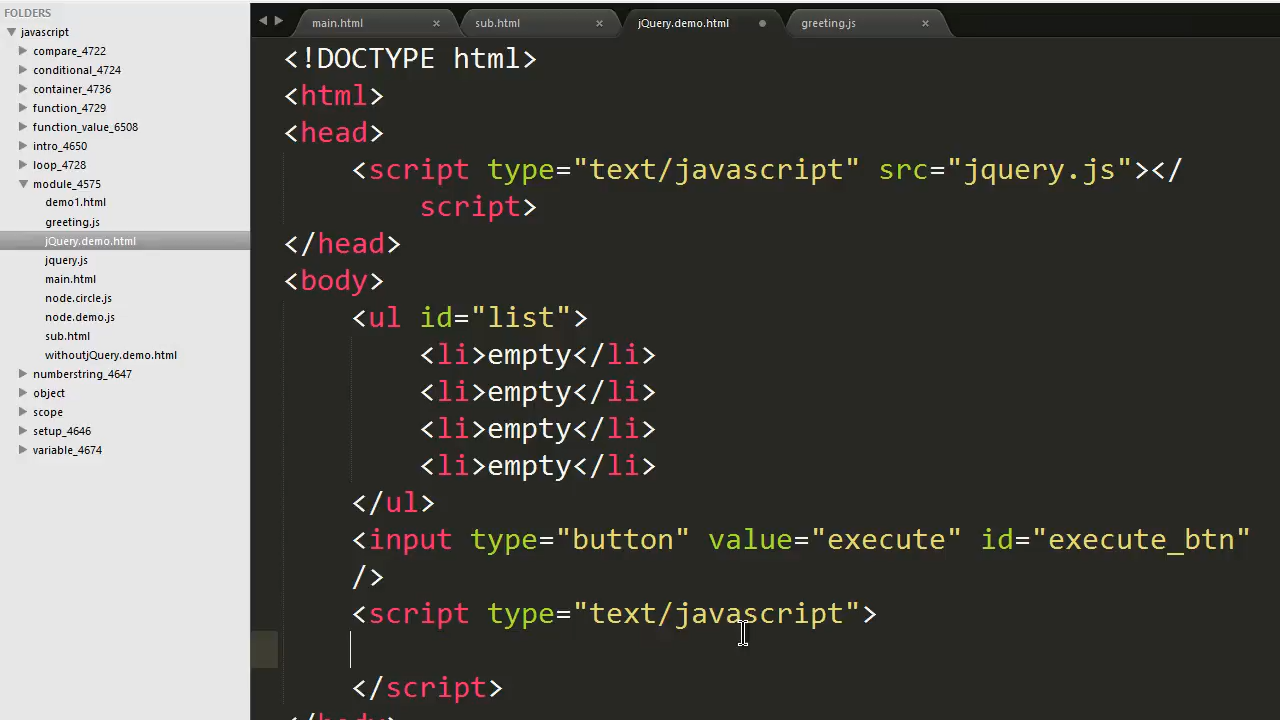 FOLDERS
javascript
compare_4722
conditional_4724
container_4736
function_4729
function_value_6508
intro_4650
loop_4728
module_4575
demo1.html
greeting.js
jQuery.demo.html
jquery.js
main.html
node.circle.js
node.demo.js
sub.html
withoutjQuery.demo.html
numberstring_4647
object
scope
setup_4646
variable_4674
main.html × sub.html × jQuery.demo.html greeting.js ×
<!DOCTYPE html>
<html>
<head>
<script type="text/javascript" src="jquery.js"></
script>
</head>
<body>
<ul id="list">
<li>empty</li>
<li>empty</li>
<li>empty</li>
<li>empty</li>
</ul>
<input type="button" value="execute" id="execute_btn"
/>
<script type="text/javascript">
</script>
</body>